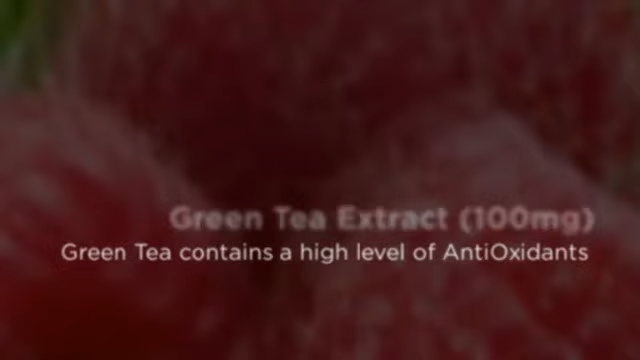 Green Tea Extract (100mg)
Green Tea contains a high level of AntiOxidants